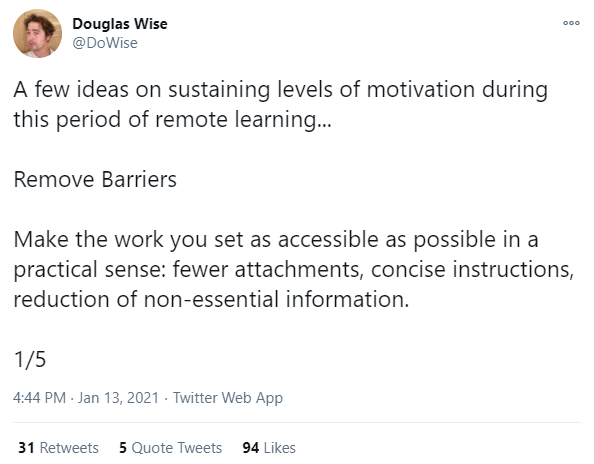 Douglas Wise
@DoWise
A few ideas on sustaining levels of motivation during
this period of remote learning...
Remove Barriers
Make the work you set as accessible as possible in a
practical sense: fewer attachments, concise instructions,
reduction of non-essential information.
1/5
4:44 PM · Jan 13, 2021 · Twitter Web App
31 Retweets 5 Quote Tweets 94 Likes